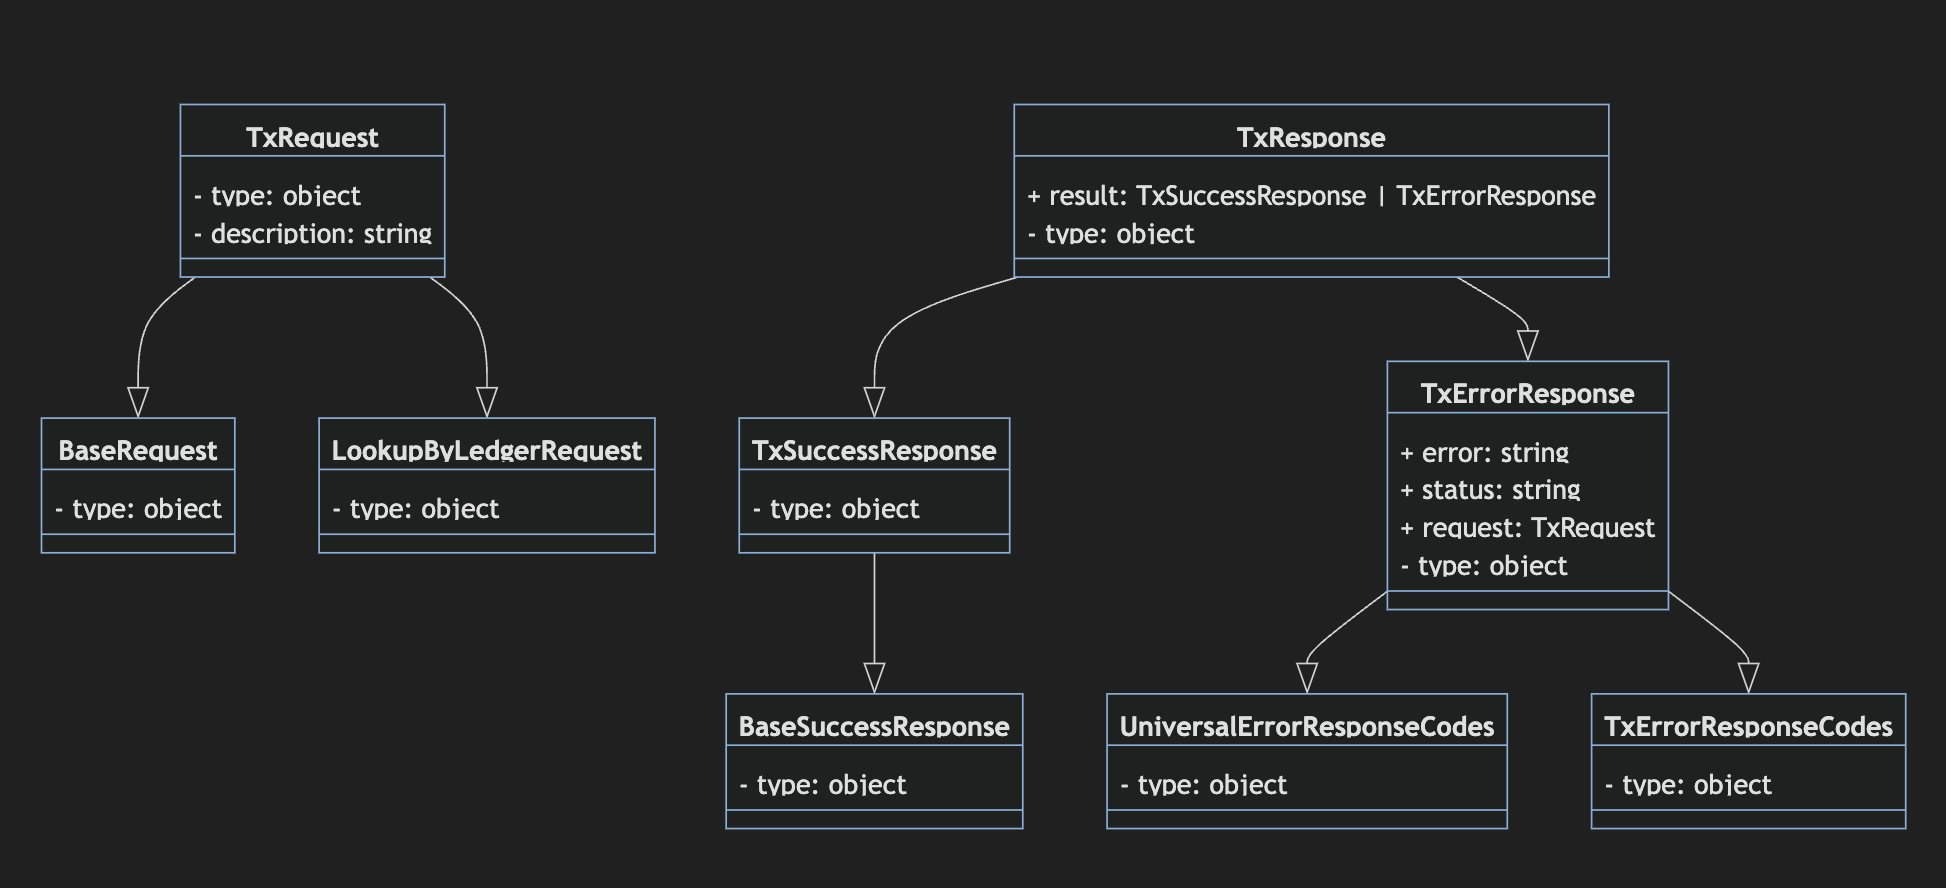 TxRequest
- type: object
- description: string
TxResponse
+ result: TxSuccessResponse | TxErrorResponse
- type: object
BaseRequest
- type: object
LookupByLedgerRequest
- type: object
TxSuccessResponse
- type: object
TxErrorResponse
+ error: string
+ status: string
+ request: TxRequest
- type: object
BaseSuccessResponse
- type: object
UniversalErrorResponseCodes
- type: object
TxErrorResponseCodes
- type: object